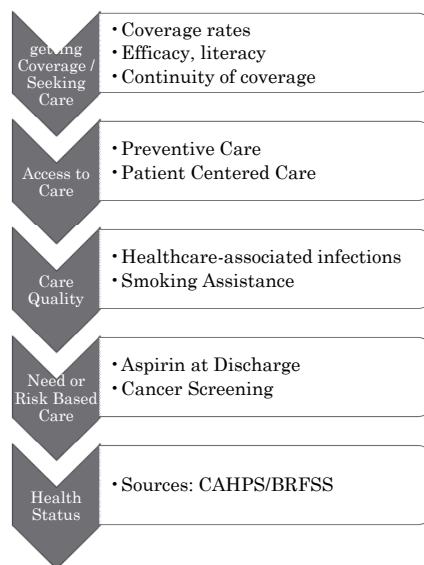 getting
Coverage /
Seeking
Care
•Coverage rates
•Efficacy, literacy
•Continuity of coverage
Access to
Care
•Preventive Care
•Patient Centered Care
Care
Quality
•Healthcare-associated infections
•Smoking Assistance
Need or
Risk Based
Care
•Aspirin at Discharge
•Cancer Screening
Health
Status
•Sources: CAHPS/BRFSS